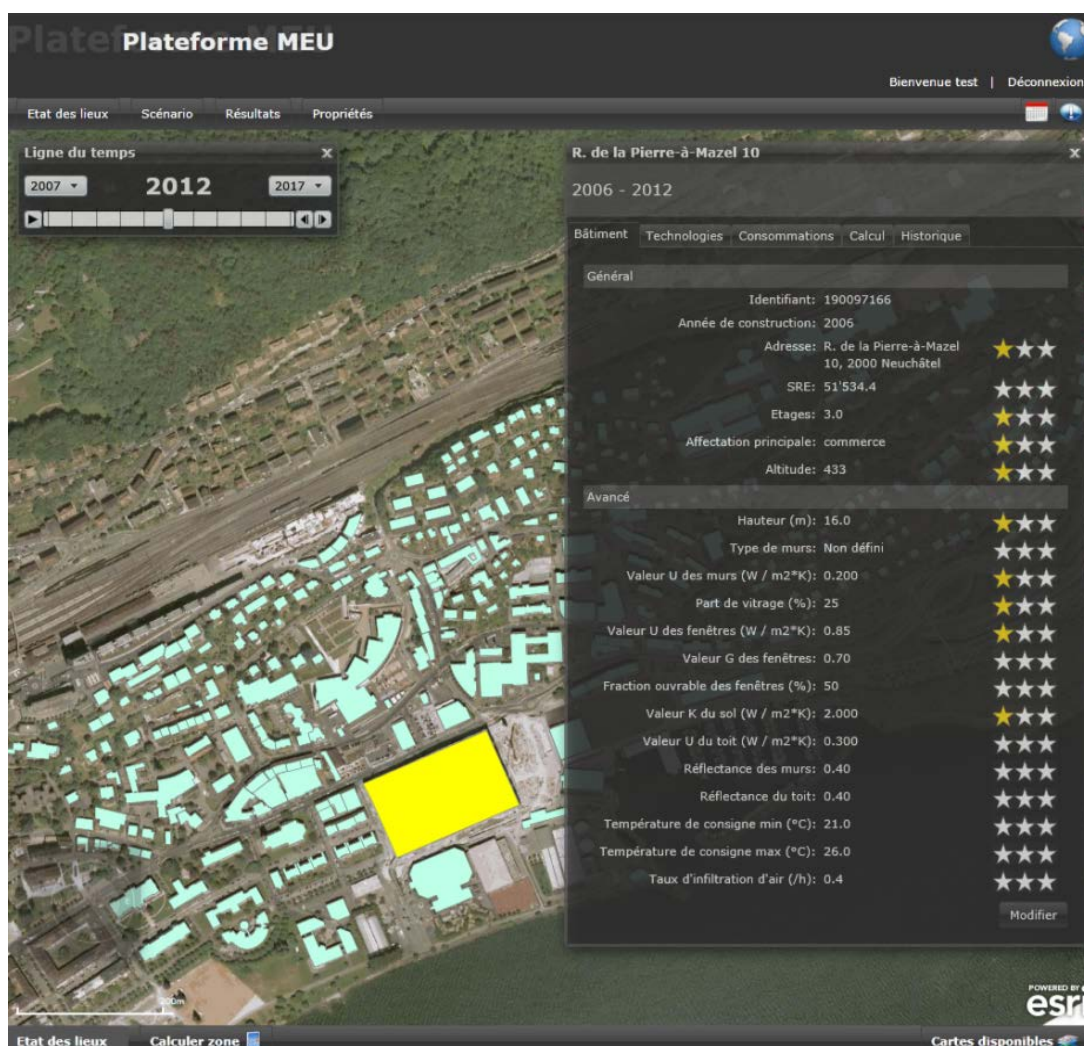 Plateforme MEU
Bienvenue test | Déconnexion
Etat des lieux Scénario Résultats Propriétés
Ligne du temps x
2007 2012 2017
R. de la Pierre-à-Mazel 10 x
2006 - 2012
Bâtiment Technologies Consommations Calcul Historique
Général
Identifiant: 190097166
Année de construction: 2006
Adresse: R. de la Pierre-à-Mazel
10, 2000 Neuchâtel
SRE: 51'534.4
Etages: 3.0
Affectation principale: commerce
Altitude: 433
Avancé
Hauteur (m): 16.0
Type de murs: Non défini
Valeur U des murs (W / m2*K): 0.200
Part de vitrage (%): 25
Valeur U des fenêtres (W / m2*K): 0.85
Valeur G des fenêtres: 0.70
Fraction ouvrable des fenêtres (%): 50
Valeur K du sol (W / m2*K): 2.000
Valeur U du toit (W / m2*K): 0.300
Réflectance des murs: 0.40
Réflectance du toit: 0.40
Température de consigne min (°C): 21.0
Température de consigne max (°C): 26.0
Taux d'infiltration d'air (/h): 0.4
Modifier
200m
POWERED BY
esri
Etat des lieux Calculer zone Cartes disponibles